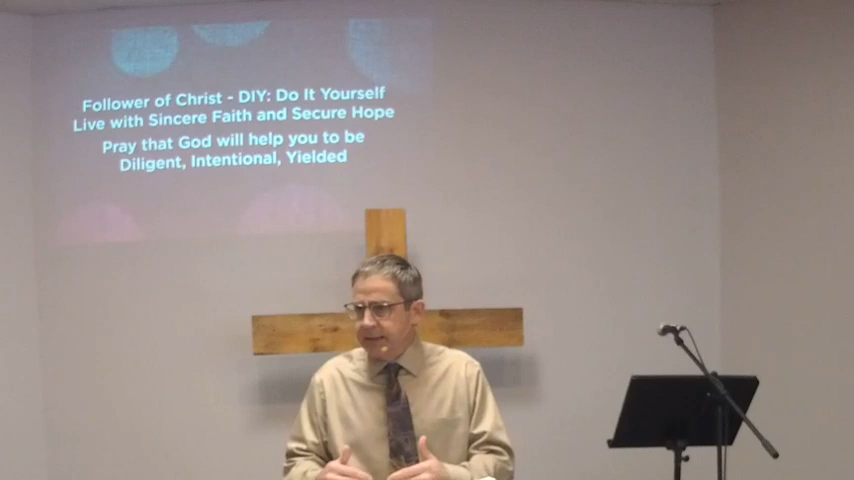 Follower of Christ - DIY: Do It Yourself
Live with Sincere Faith and Secure Hope
Pray that God will help you to be
Diligent, Intentional, Yielded